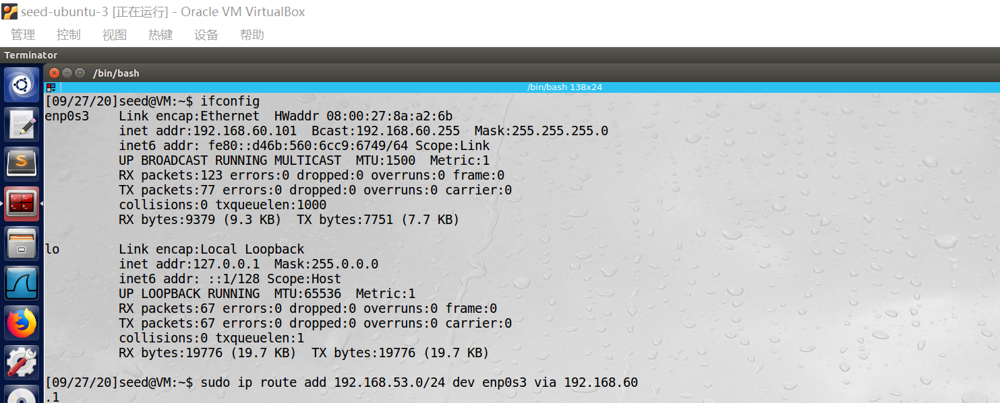 seed-ubuntu-3 [正在运行] - Oracle VM VirtualBox
管理 控制 视图 热键 设备 帮助
Terminator
/bin/bash
/bin/bash 138x24
[09/27/20]seed@VM:~$ ifconfig
enp0s3    Link encap:Ethernet  HWaddr 08:00:27:8a:a2:6b
          inet addr:192.168.60.101  Bcast:192.168.60.255  Mask:255.255.255.0
          inet6 addr: fe80::d46b:560:6cc9:6749/64 Scope:Link
          UP BROADCAST RUNNING MULTICAST  MTU:1500  Metric:1
          RX packets:123 errors:0 dropped:0 overruns:0 frame:0
          TX packets:77 errors:0 dropped:0 overruns:0 carrier:0
          collisions:0 txqueuelen:1000
          RX bytes:9379 (9.3 KB)  TX bytes:7751 (7.7 KB)
lo        Link encap:Local Loopback
          inet addr:127.0.0.1  Mask:255.0.0.0
          inet6 addr: ::1/128 Scope:Host
          UP LOOPBACK RUNNING  MTU:65536  Metric:1
          RX packets:67 errors:0 dropped:0 overruns:0 frame:0
          TX packets:67 errors:0 dropped:0 overruns:0 carrier:0
          collisions:0 txqueuelen:1
          RX bytes:19776 (19.7 KB)  TX bytes:19776 (19.7 KB)
[09/27/20]seed@VM:~$ sudo ip route add 192.168.53.0/24 dev enp0s3 via 192.168.60
.1